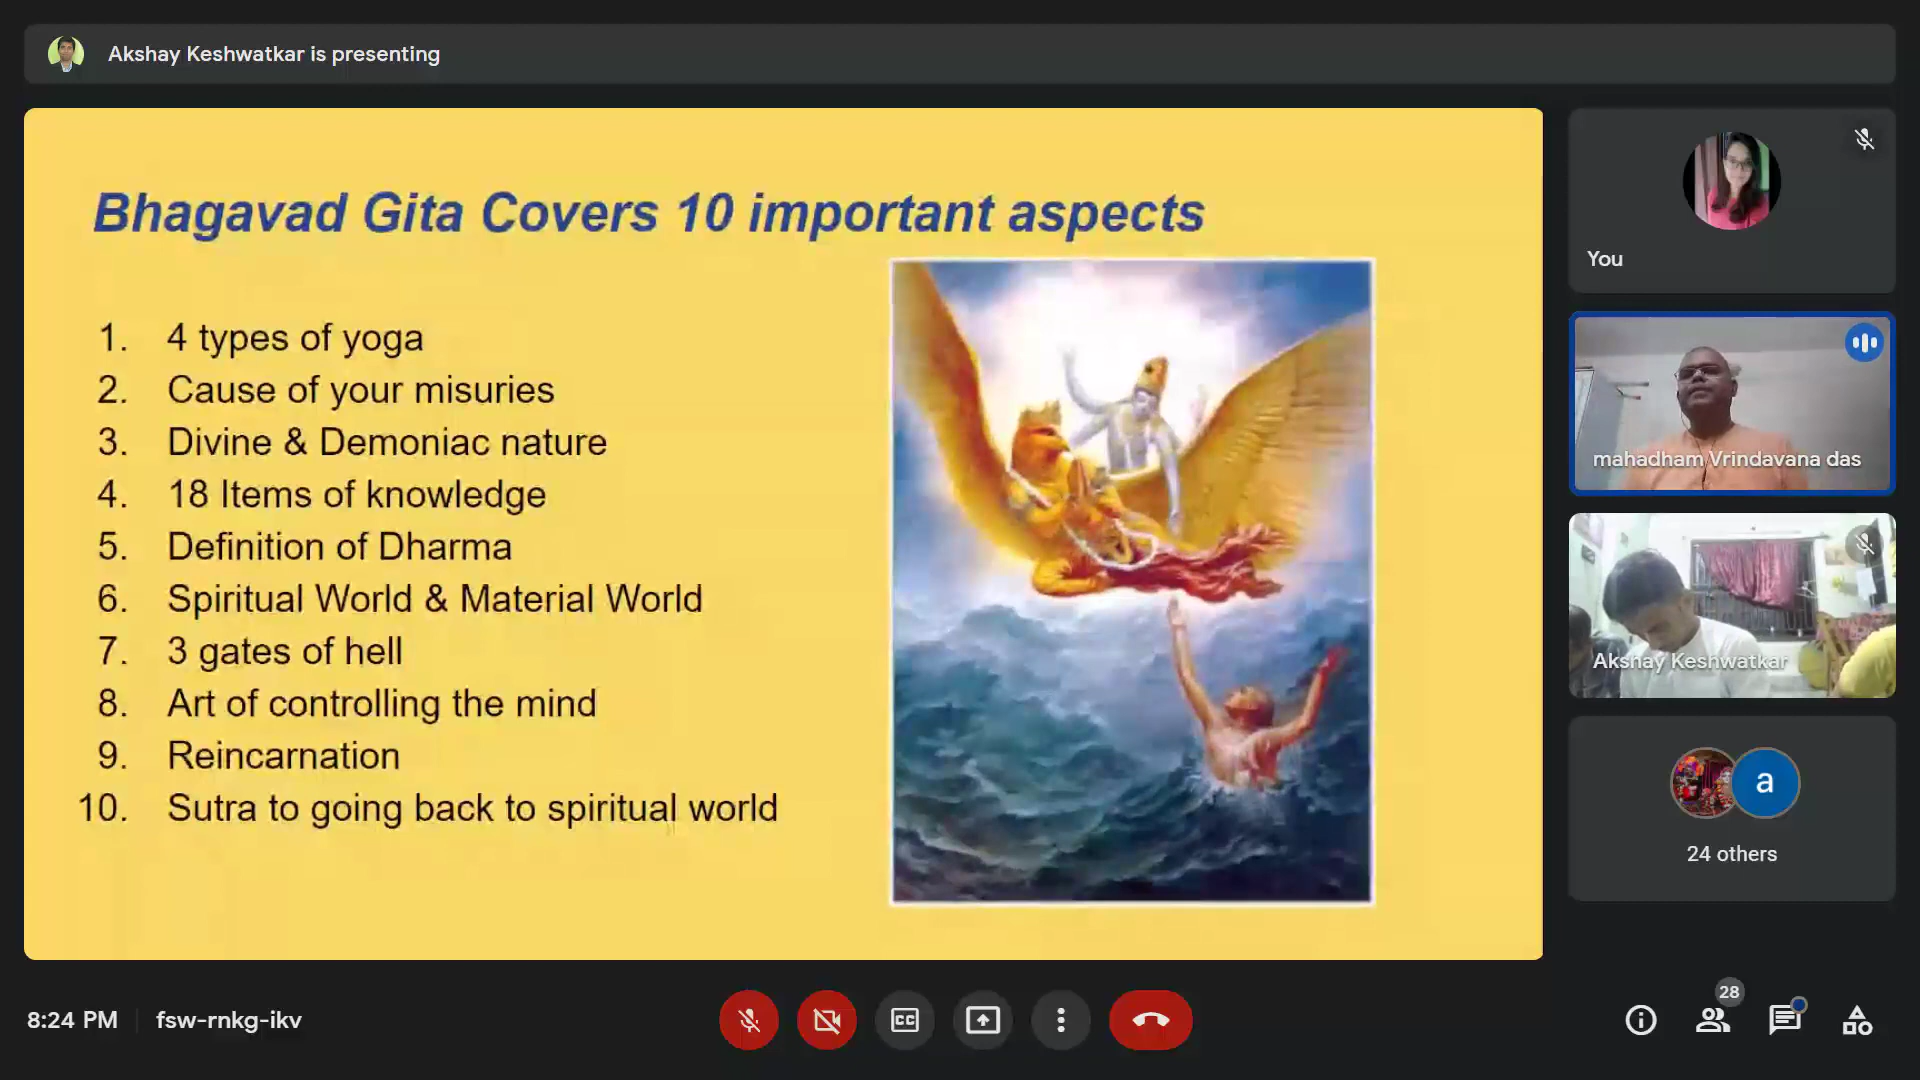 Akshay Keshwatkar is presenting
Bhagavad Gita Covers 10 important aspects
1. 4 types of yoga
2. Cause of your misuries
3. Divine & Demoniac nature
4. 18 Items of knowledge
5. Definition of Dharma
6. Spiritual World & Material World
7. 3 gates of hell
8. Art of controlling the mind
9. Reincarnation
10. Sutra to going back to spiritual world
You
mahadham Vrindavana das
Akshay Keshwatkar
a
24 others
8:24 PM
fsw-rnkg-ikv
CC
28